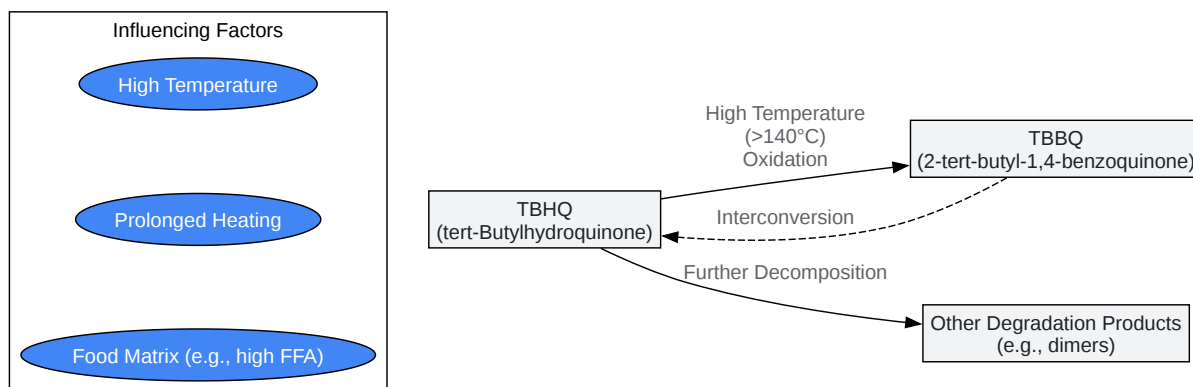 Influencing Factors
High Temperature
Prolonged Heating
Food Matrix (e.g., high FFA)
TBHQ
(tert-Butylhydroquinone)
High Temperature
(>140°C)
Oxidation
Interconversion
Further Decomposition
TBBQ
(2-tert-butyl-1,4-benzoquinone)
Other Degradation Products
(e.g., dimers)